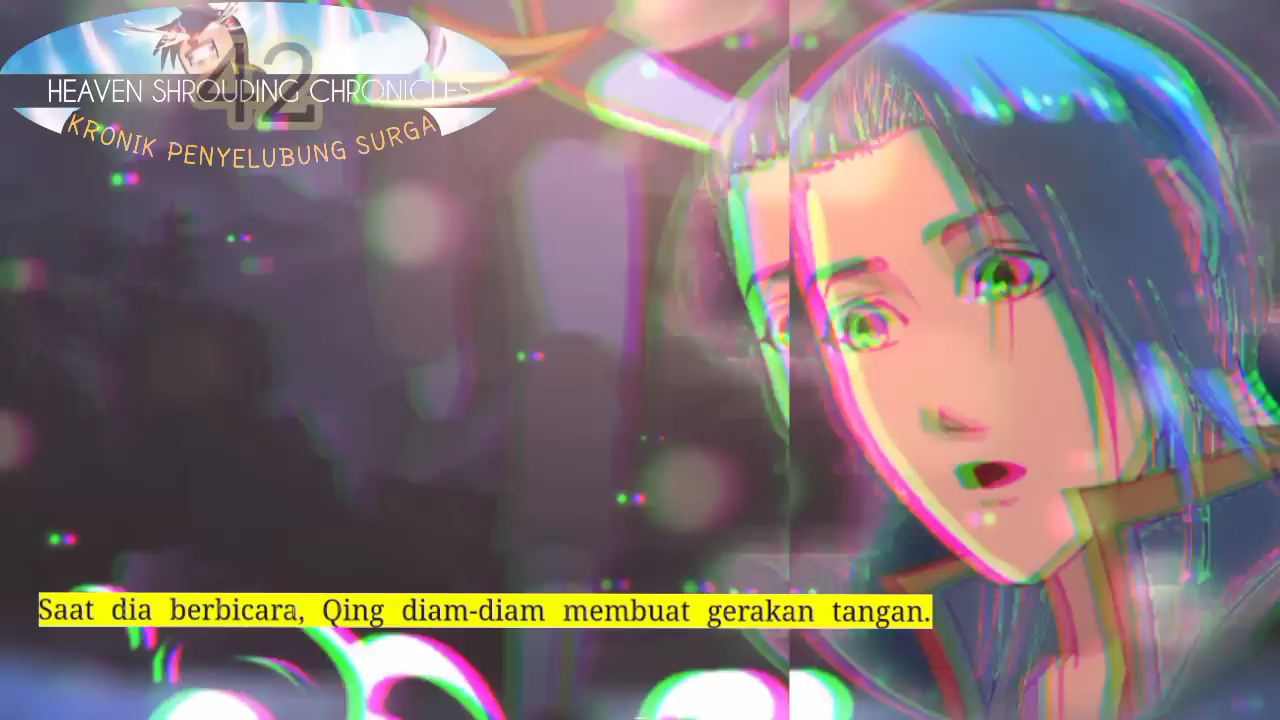 42
HEAVEN SHROUDING CHRONICLES
KRONIK PENYELUBUNG SURGA
Saat dia berbicara, Qing diam-diam membuat gerakan tangan.